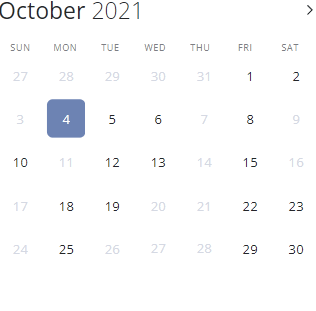 October 2021
SUN MON TUE WED THU FRI SAT
27 28 29 30 31 1 2
3 4 5 6 7 8 9
10 11 12 13 14 15 16
17 18 19 20 21 22 23
24 25 26 27 28 29 30